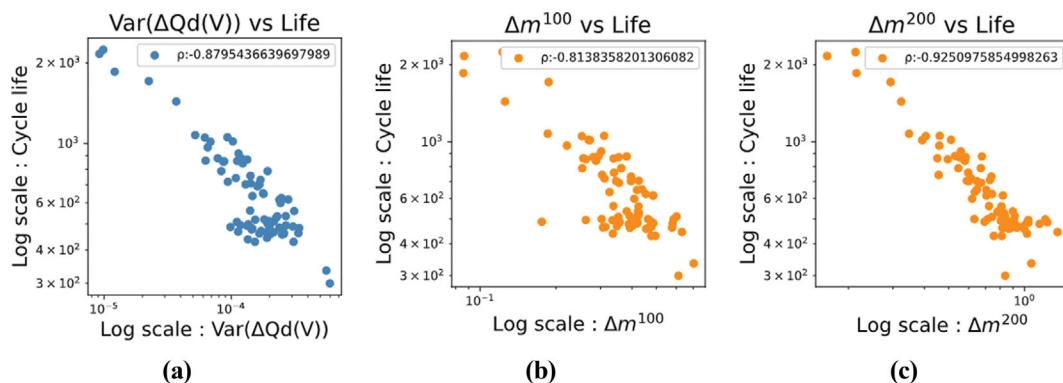 Var(ΔQd(V) vs Life
ρ:-0.8795436639697989
2 × 10³
10³
6 × 10²
4 × 10²
3 × 10²
Log scale : Cycle life
10⁻⁵
10⁻⁴
Log scale : Var(ΔQd(V))
(a)
Δm¹⁰⁰ vs Life
ρ:-0.8138358201306082
2 × 10³
10³
6 × 10²
4 × 10²
3 × 10²
Log scale : Cycle life
10⁻¹
Log scale : Δm¹⁰⁰
(b)
Δm²⁰⁰ vs Life
ρ:-0.9250975854998263
2 × 10³
10³
6 × 10²
4 × 10²
3 × 10²
Log scale : Cycle life
10⁰
Log scale : Δm²⁰⁰
(c)